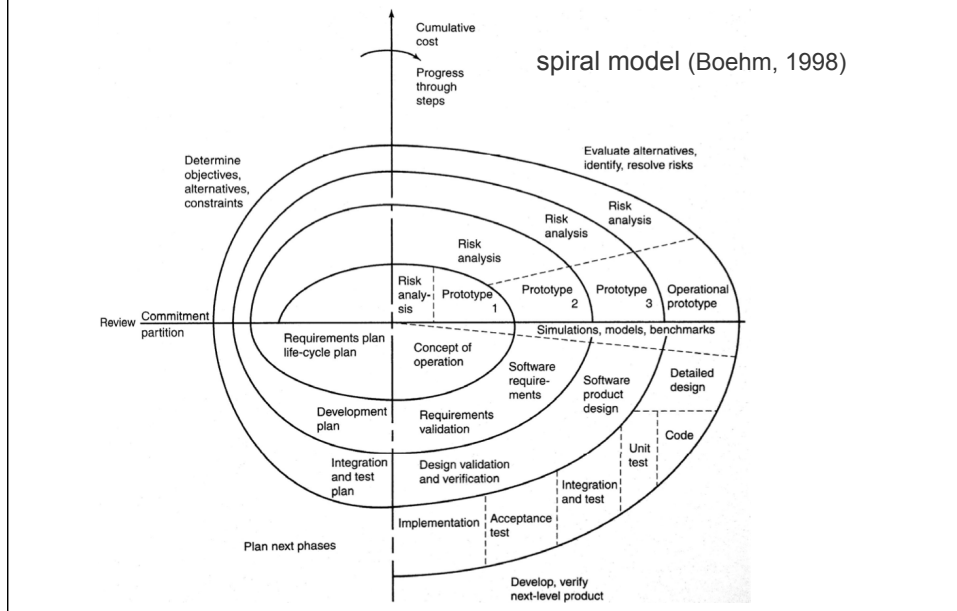 Cumulative
cost
spiral model (Boehm, 1998)
Progress
through
steps
Evaluate alternatives,
identify, resolve risks
Determine
objectives,
alternatives,
constraints
Risk
analysis
Risk
analysis
Risk
analysis
Risk
analy-
sis
Prototype
1
Prototype
2
Prototype
3
Operational
prototype
Review
Commitment
partition
Simulations, models, benchmarks
Requirements plan
life-cycle plan
Concept of
operation
Software
require-
ments
Software
product
design
Detailed
design
Development
plan
Requirements
validation
Code
Unit
test
Integration
and test
plan
Design validation
and verification
Integration
and test
Implementation
Acceptance
test
Plan next phases
Develop, verify
next-level product